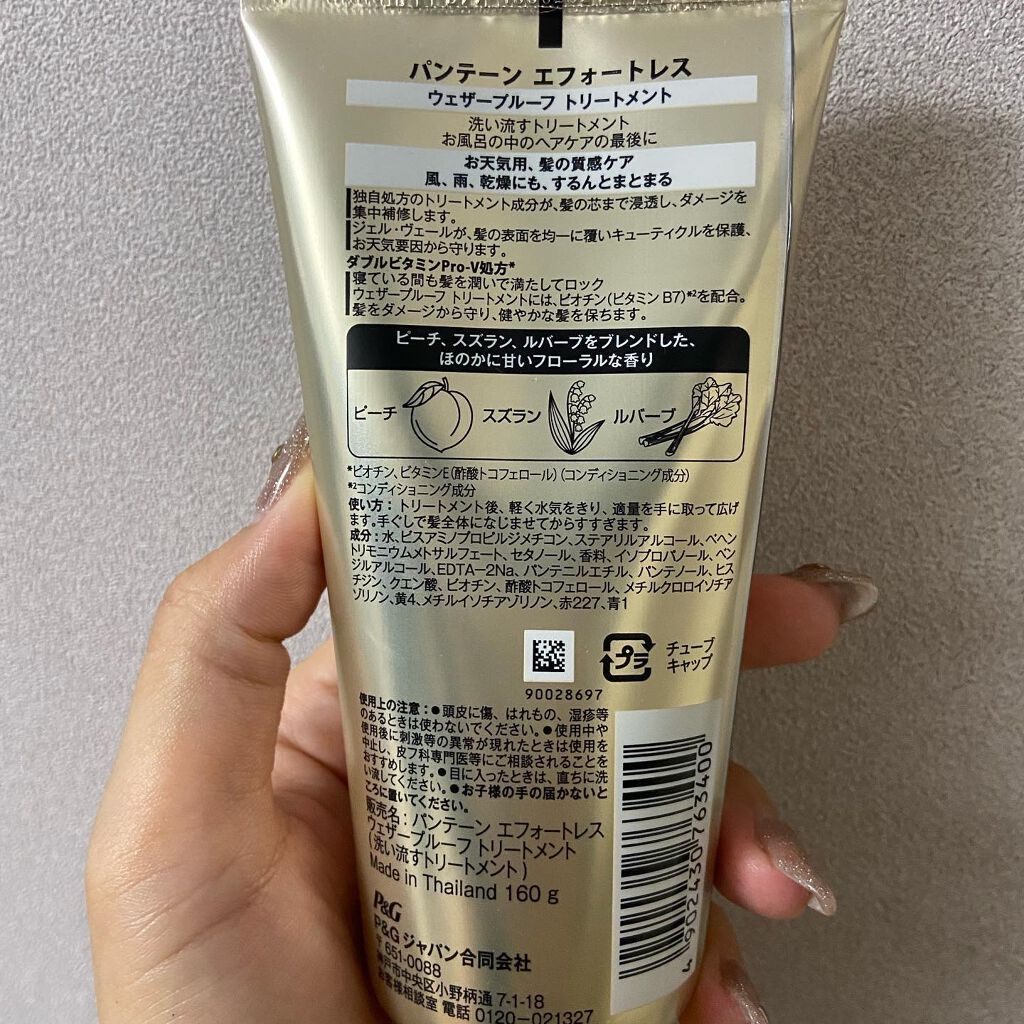 パンテーン エフォートレス
ウェザープルーフ トリートメント
洗い流すトリートメント
お風呂の中のヘアケアの最後に
お天気用、髪の質感ケア
風、雨、乾燥にも、するんとまとまる
独自処方のトリートメント成分が、髪の芯まで浸透し、ダメージを
集中補修します。
ジェル・ヴェールが、髪の表面を均一に覆いキューティクルを保護、
お天気要因から守ります。
ダブルビタミンPro-V処方*
寝ている間も髪を潤いで満たしてロック
ウェザープルーフ トリートメントには、ビオチン(ビタミン B7)*²を配合。
髪をダメージから守り、健やかな髪を保ちます。
ピーチ、スズラン、ルバーブをブレンドした、
ほのかに甘いフローラルな香り
ピーチ スズラン ルバーブ
*ビオチン、ビタミンE(酢酸トコフェロール)(コンディショニング成分)
*²コンディショニング成分
使い方: トリートメント後、軽く水気をきり、適量を手に取って広げ
ます。手ぐしで髪全体になじませてからすすぎます。
成分:水、ビスアミノプロピルジメチコン、ステアリルアルコール、ベヘン
トリモニウムメトサルフェート、セタノール、香料、イソプロパノール、ベン
ジルアルコール、EDTA-2Na、パンテニルエチル、パンテノール、ヒス
チジン、クエン酸、ビオチン、酢酸トコフェロール、メチルクロロイソチア
ゾリノン、黄4、メチルイソチアゾリノン、赤227、青1
プラ
チューブ
キャップ
90028697
使用上の注意:●頭皮に傷、はれもの、湿疹等
のあるときは使わないでください。●使用中や
使用後に刺激等の異常が現れたときは使用を
中止し、皮フ科専門医等にご相談されることを
おすすめします。●目に入ったときは、直ちに洗
い流してください。●お子様の手の届かないと
ころに置いてください。
販売名:パンテーン エフォートレス
ウェザープルーフ トリートメント
(洗い流すトリートメント)
Made in Thailand 160 g
4 902430 763400
P&G
P&G ジャパン合同会社
〒651-0088
神戸市中央区小野柄通 7-1-18
お客様相談室 電話 0120-021327